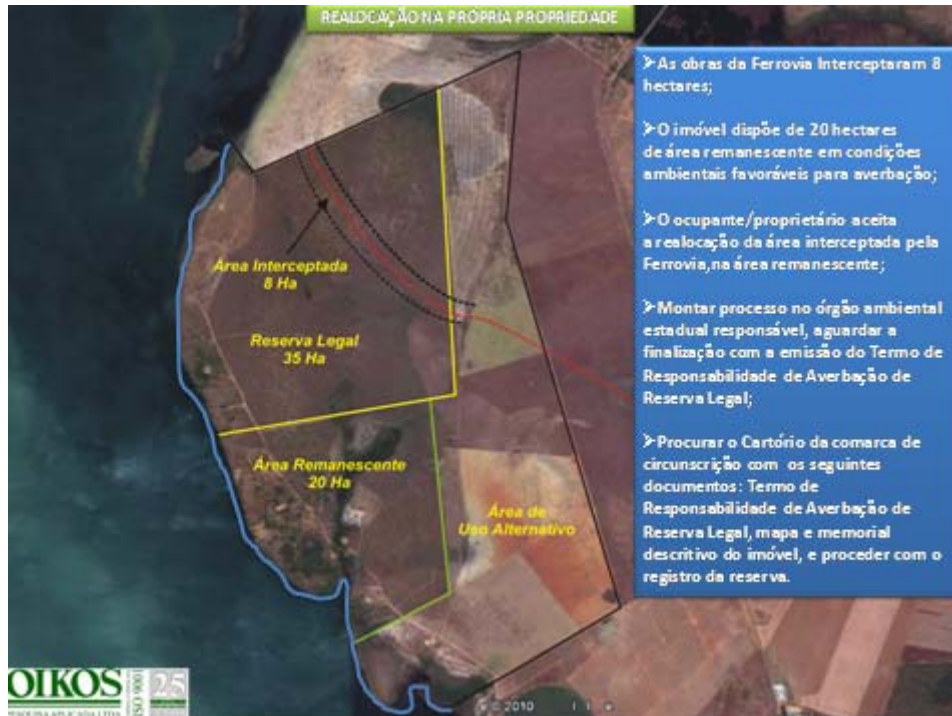 REALOCAÇÃO NA PRÓPRIA PROPRIEDADE
➢As obras da Ferrovia Interceptaram 8
hectares;
➢O imóvel dispõe de 20 hectares
de área remanescente em condições
ambientais favoráveis para averbação;
➢O ocupante/proprietário aceita
a realocação da área interceptada pela
Ferrovia,na área remanescente;
➢Montar processo no órgão ambiental
estadual responsável, aguardar a
finalização com a emissão do Termo de
Responsabilidade de Averbação de
Reserva Legal;
➢Procurar o Cartório da comarca de
circunscrição com os seguintes
documentos: Termo de
Responsabilidade de Averbação de
Reserva Legal, mapa e memorial
descritivo do imóvel, e proceder com o
registro da reserva.
Área Interceptada
8 Ha
Reserva Legal
35 Ha
Área Remanescente
20 Ha
Área de
Uso Alternativo
OIKOS
PESQUISA APLICADA LTDA
ISO 9001
25
© 2010